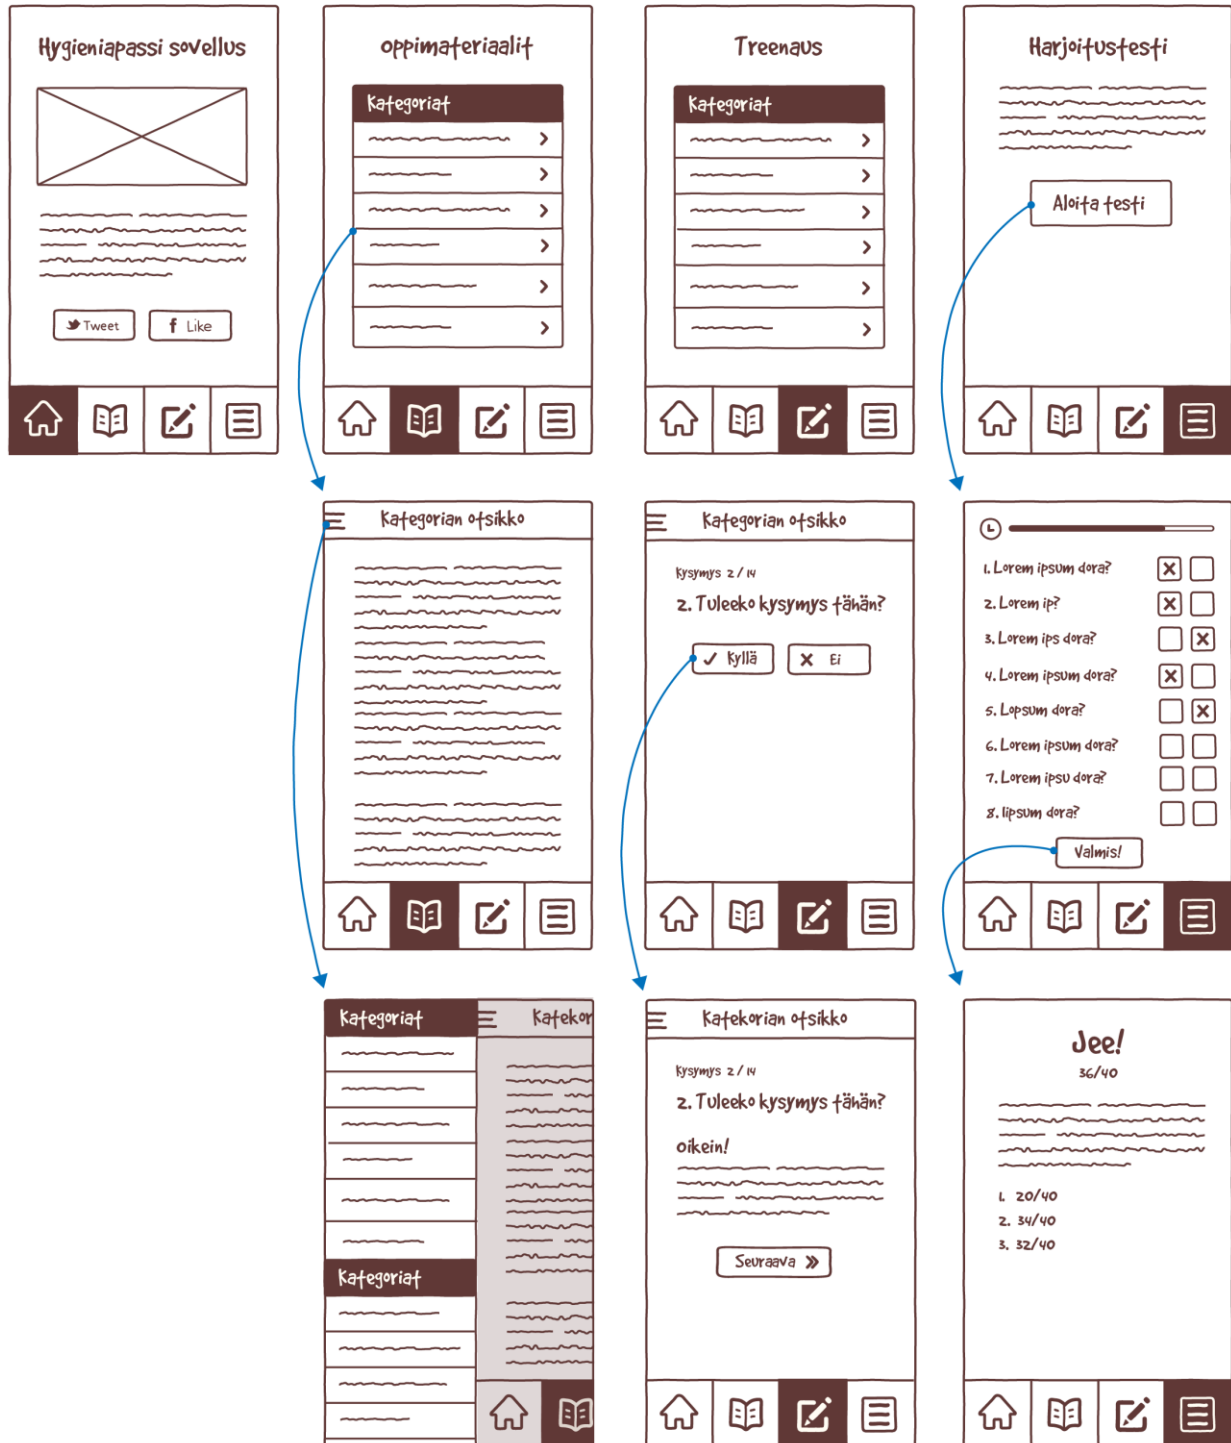 Hygieniapassi sovellus
Tweet
Like
Oppimateriaalit
Kategoriat
Treenaus
Kategoriat
Harjoitustesti
Aloita testi
Kategorian otsikko
Kategorian otsikko
Kysymys 2/14
2. Tuleeko kysymys tähän?
Kyllä
Ei
1. Lorem ipsum dora?
2. Lorem ip?
3. Lorem ips dora?
4. Lorem ipsum dora?
5. Lopsum dora?
6. Lorem ipsum dora?
7. Lorem ipsu dora?
8. Iipsum dora?
Valmis!
Kategoriat
Katekor
Kategoriat
Katekorian otsikko
Kysymys 2/14
2. Tuleeko kysymys tähän?
Oikein!
Seuraava
Jee!
36/40
1. 20/40
2. 34/40
3. 32/40